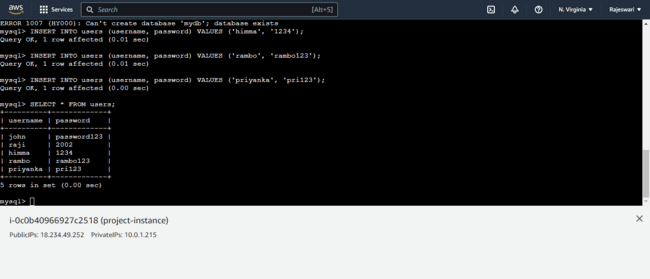 aws
Services
Search
[Alt+S]
N. Virginia
Rajeswari
ERROR 1007 (HY000): Can't create database 'mydb'; database exists
mysql> INSERT INTO users (username, password) VALUES ('himma', '1234');
Query OK, 1 row affected (0.01 sec)
mysql> INSERT INTO users (username, password) VALUES ('rambo', 'rambo123');
Query OK, 1 row affected (0.01 sec)
mysql> INSERT INTO users (username, password) VALUES ('priyanka', 'pri123');
Query OK, 1 row affected (0.00 sec)
mysql> SELECT * FROM users;
+----------+-------------+
| username | password    |
+----------+-------------+
| john     | password123 |
| raji     | 2002        |
| himma    | 1234        |
| rambo    | rambo123    |
| priyanka | pri123      |
+----------+-------------+
5 rows in set (0.00 sec)
mysql>
i-0c0b40966927c2518 (project-instance)
PublicIPs: 18.234.49.252 PrivateIPs: 10.0.1.215